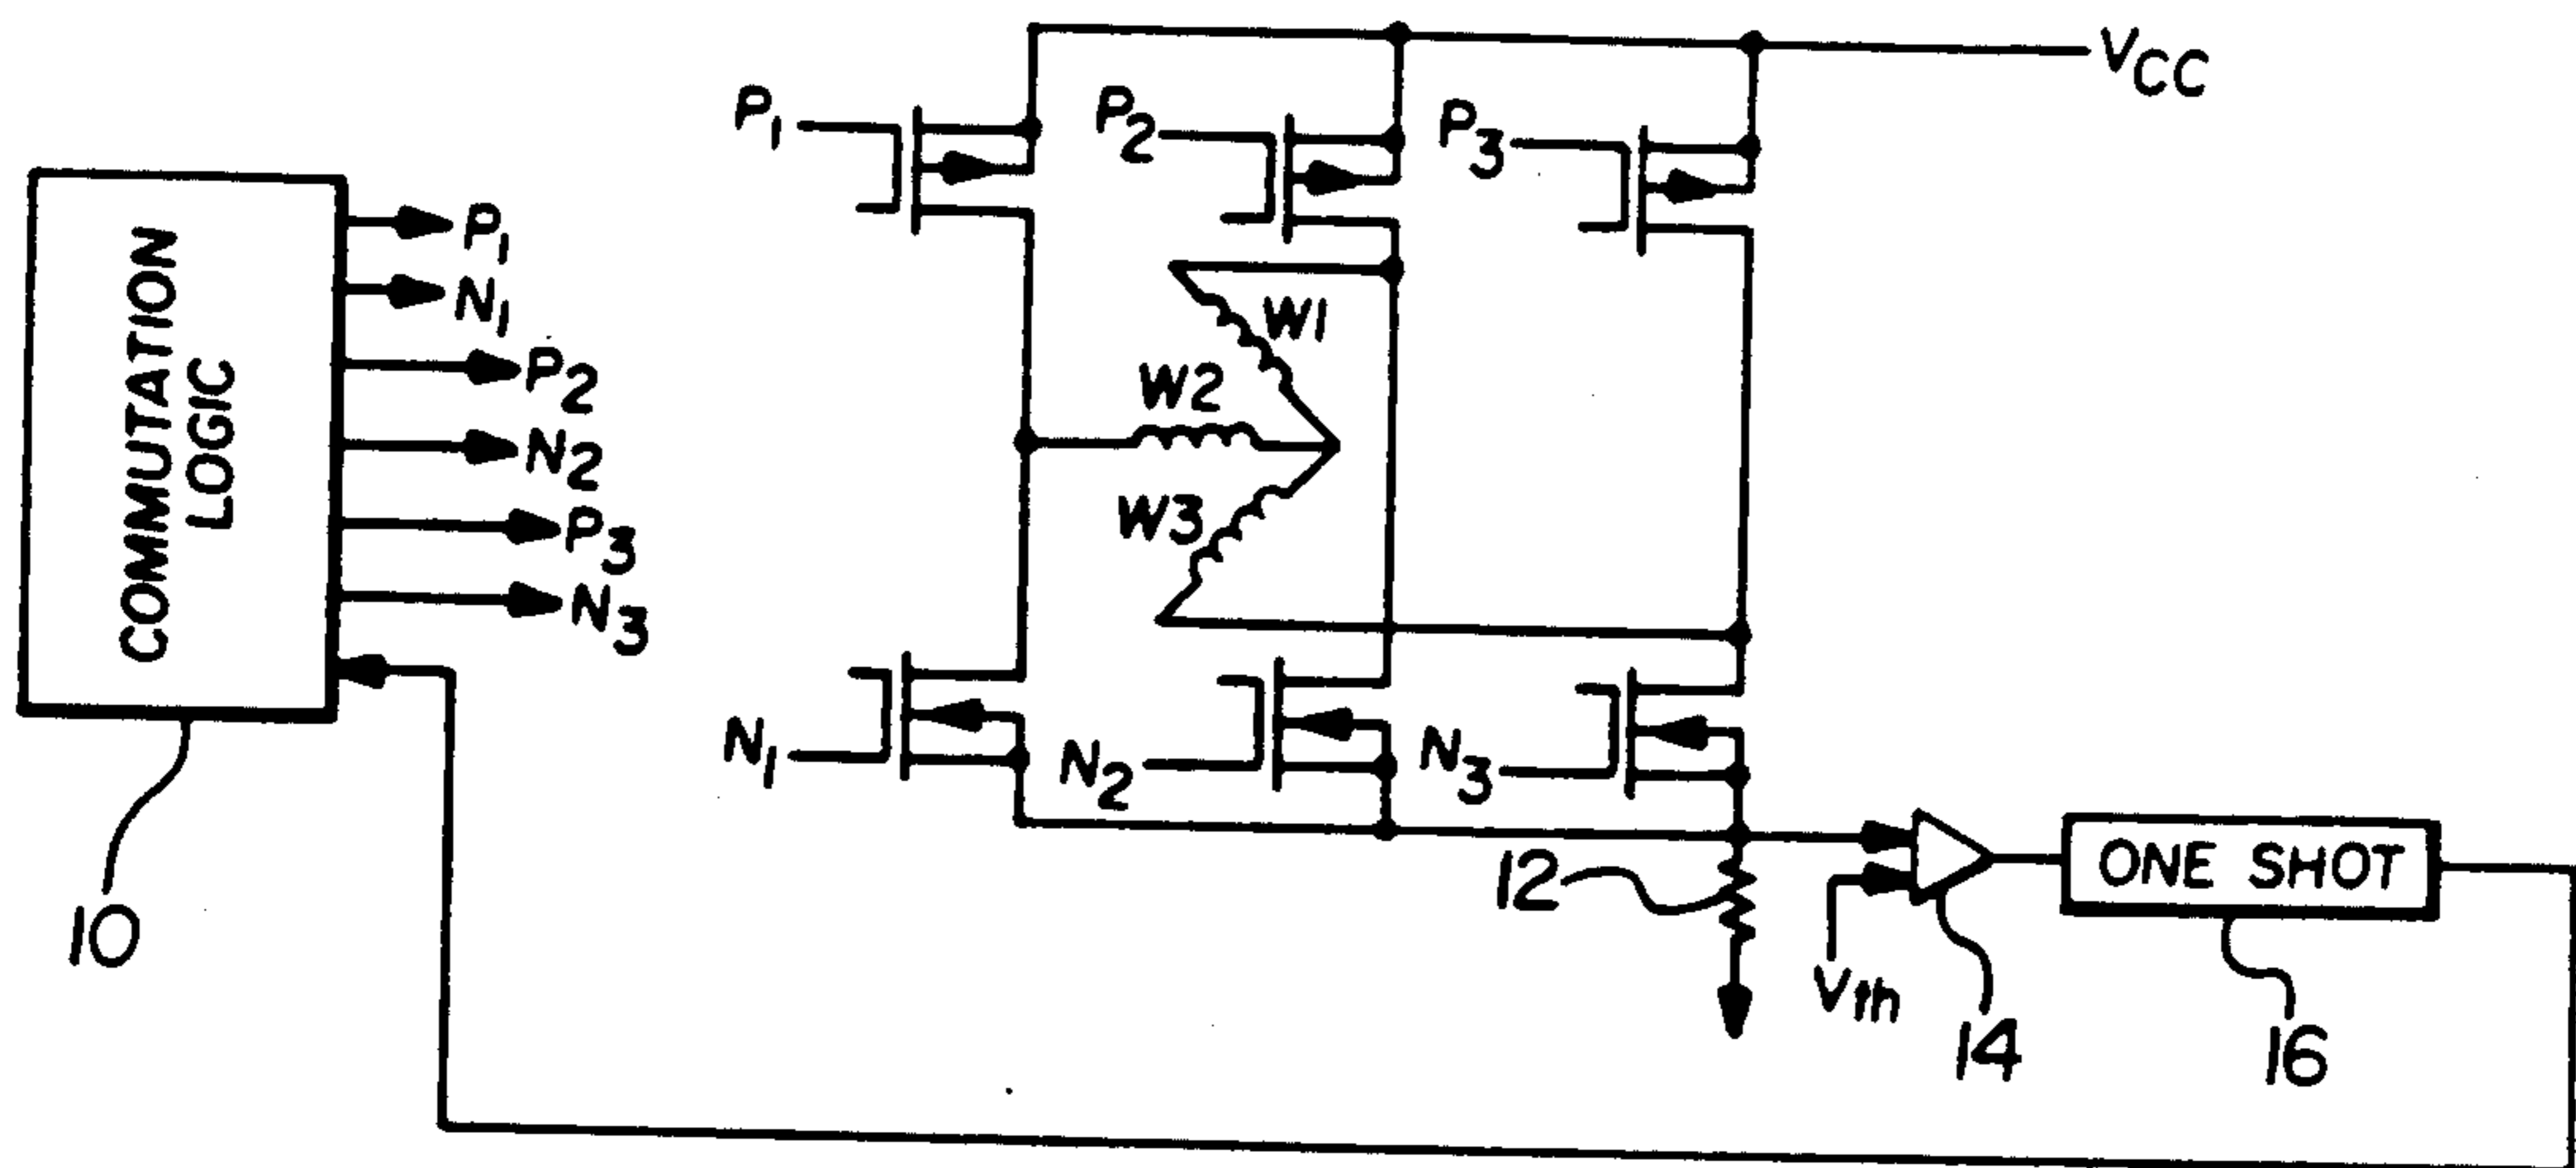 VCC
P1
P2
P3
COMMUTATION
LOGIC
P1
N1
P2
N2
P3
N3
W1
W2
W3
N1
N2
N3
12
Vth
14
ONE SHOT
16
10